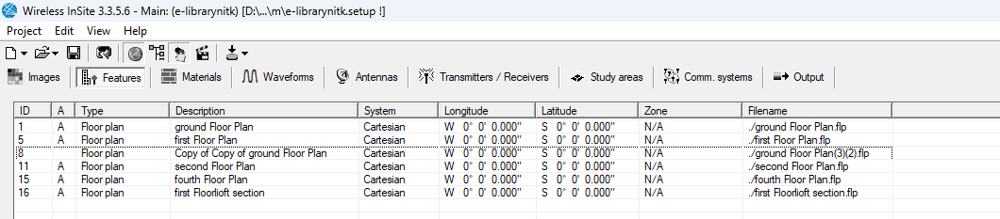 Wireless InSite 3.3.5.6 - Main: (e-librarynitk) [D:\...\m\e-librarynitk.setup !]
Project Edit View Help
Images Features Materials Waveforms Antennas Transmitters / Receivers Study areas Comm. systems Output
ID A Type Description System Longitude Latitude Zone Filename
1 A Floor plan ground Floor Plan Cartesian W 0° 0' 0.000" S 0° 0' 0.000" N/A ./ground Floor Plan.flp
5 A Floor plan first Floor Plan Cartesian W 0° 0' 0.000" S 0° 0' 0.000" N/A ./first Floor Plan.flp
8 Floor plan Copy of Copy of ground Floor Plan Cartesian W 0° 0' 0.000" S 0° 0' 0.000" N/A ./ground Floor Plan(3)(2).flp
11 A Floor plan second Floor Plan Cartesian W 0° 0' 0.000" S 0° 0' 0.000" N/A ./second Floor Plan.flp
15 A Floor plan fourth Floor Plan Cartesian W 0° 0' 0.000" S 0° 0' 0.000" N/A ./fourth Floor Plan.flp
16 A Floor plan first Floorlioft section Cartesian W 0° 0' 0.000" S 0° 0' 0.000" N/A ./first Floorlioft section.flp